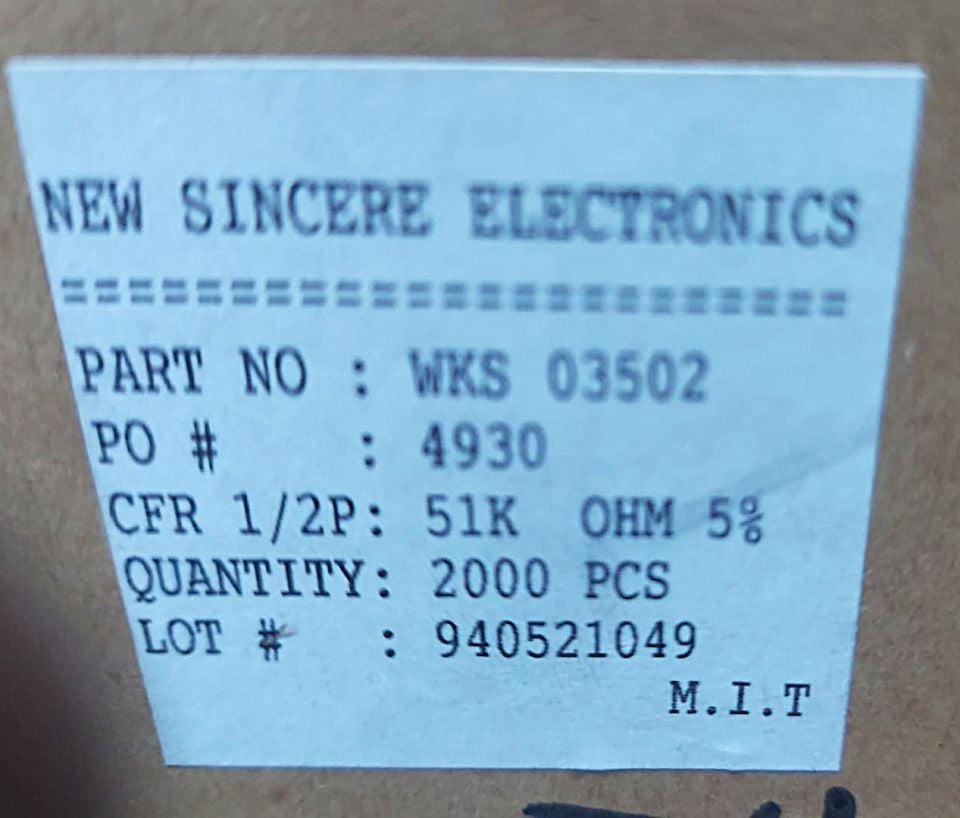 NEW SINCERE ELECTRONICS
========================
PART NO : WKS 03502
PO # : 4930
CFR 1/2P: 51K OHM 5%
QUANTITY: 2000 PCS
LOT # : 940521049
M.I.T